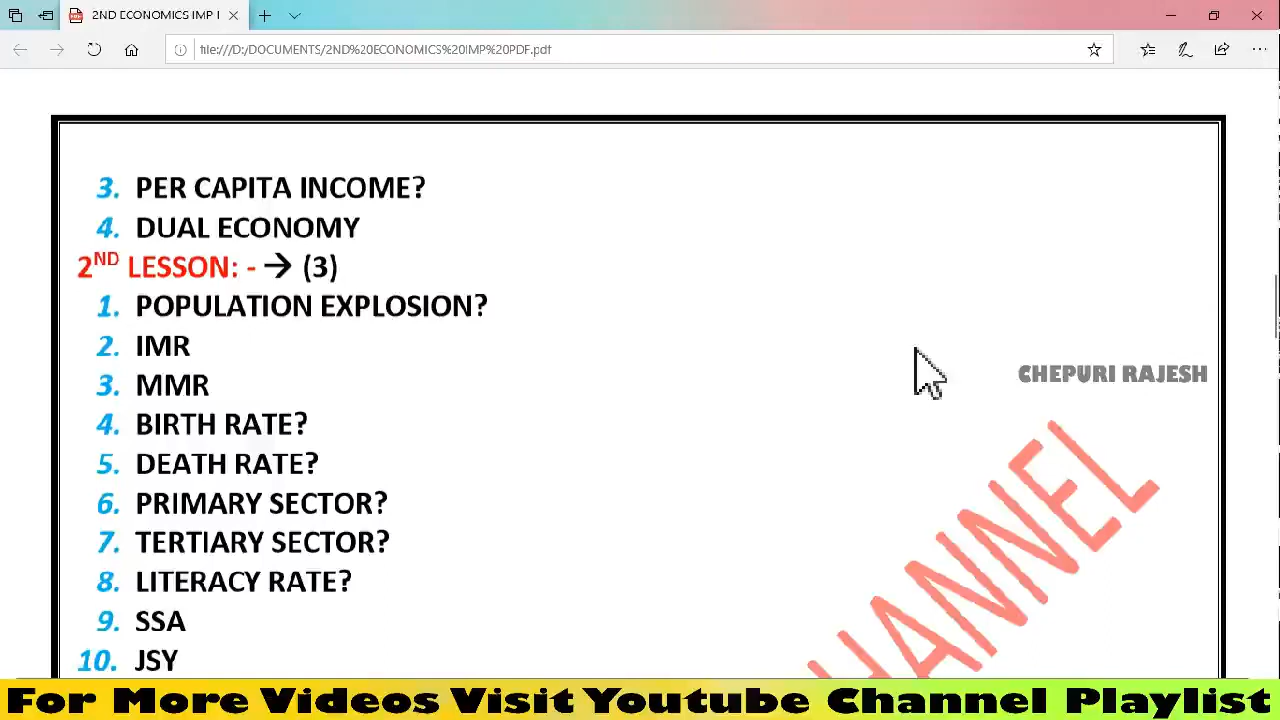 2ND ECONOMICS IMP I
file:///D:/DOCUMENTS/2ND%20ECONOMICS%20IMP%20PDF.pdf
3. PER CAPITA INCOME?
4. DUAL ECONOMY
2ND LESSON: - → (3)
1. POPULATION EXPLOSION?
2. IMR
3. MMR
4. BIRTH RATE?
5. DEATH RATE?
6. PRIMARY SECTOR?
7. TERTIARY SECTOR?
8. LITERACY RATE?
9. SSA
10. JSY
CHEPURI RAJESH
HANNEL
For More Videos Visit Youtube Channel Playlist